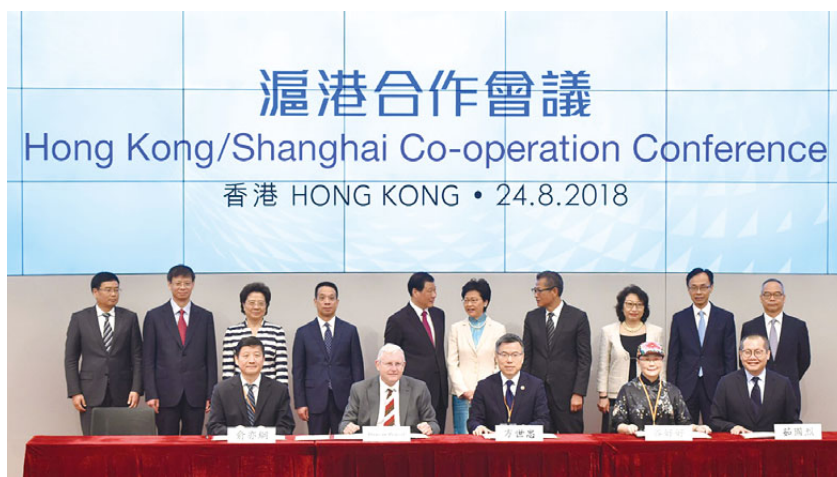 滬港合作會議
Hong Kong/Shanghai Co-operation Conference
香港 HONG KONG • 24.8.2018